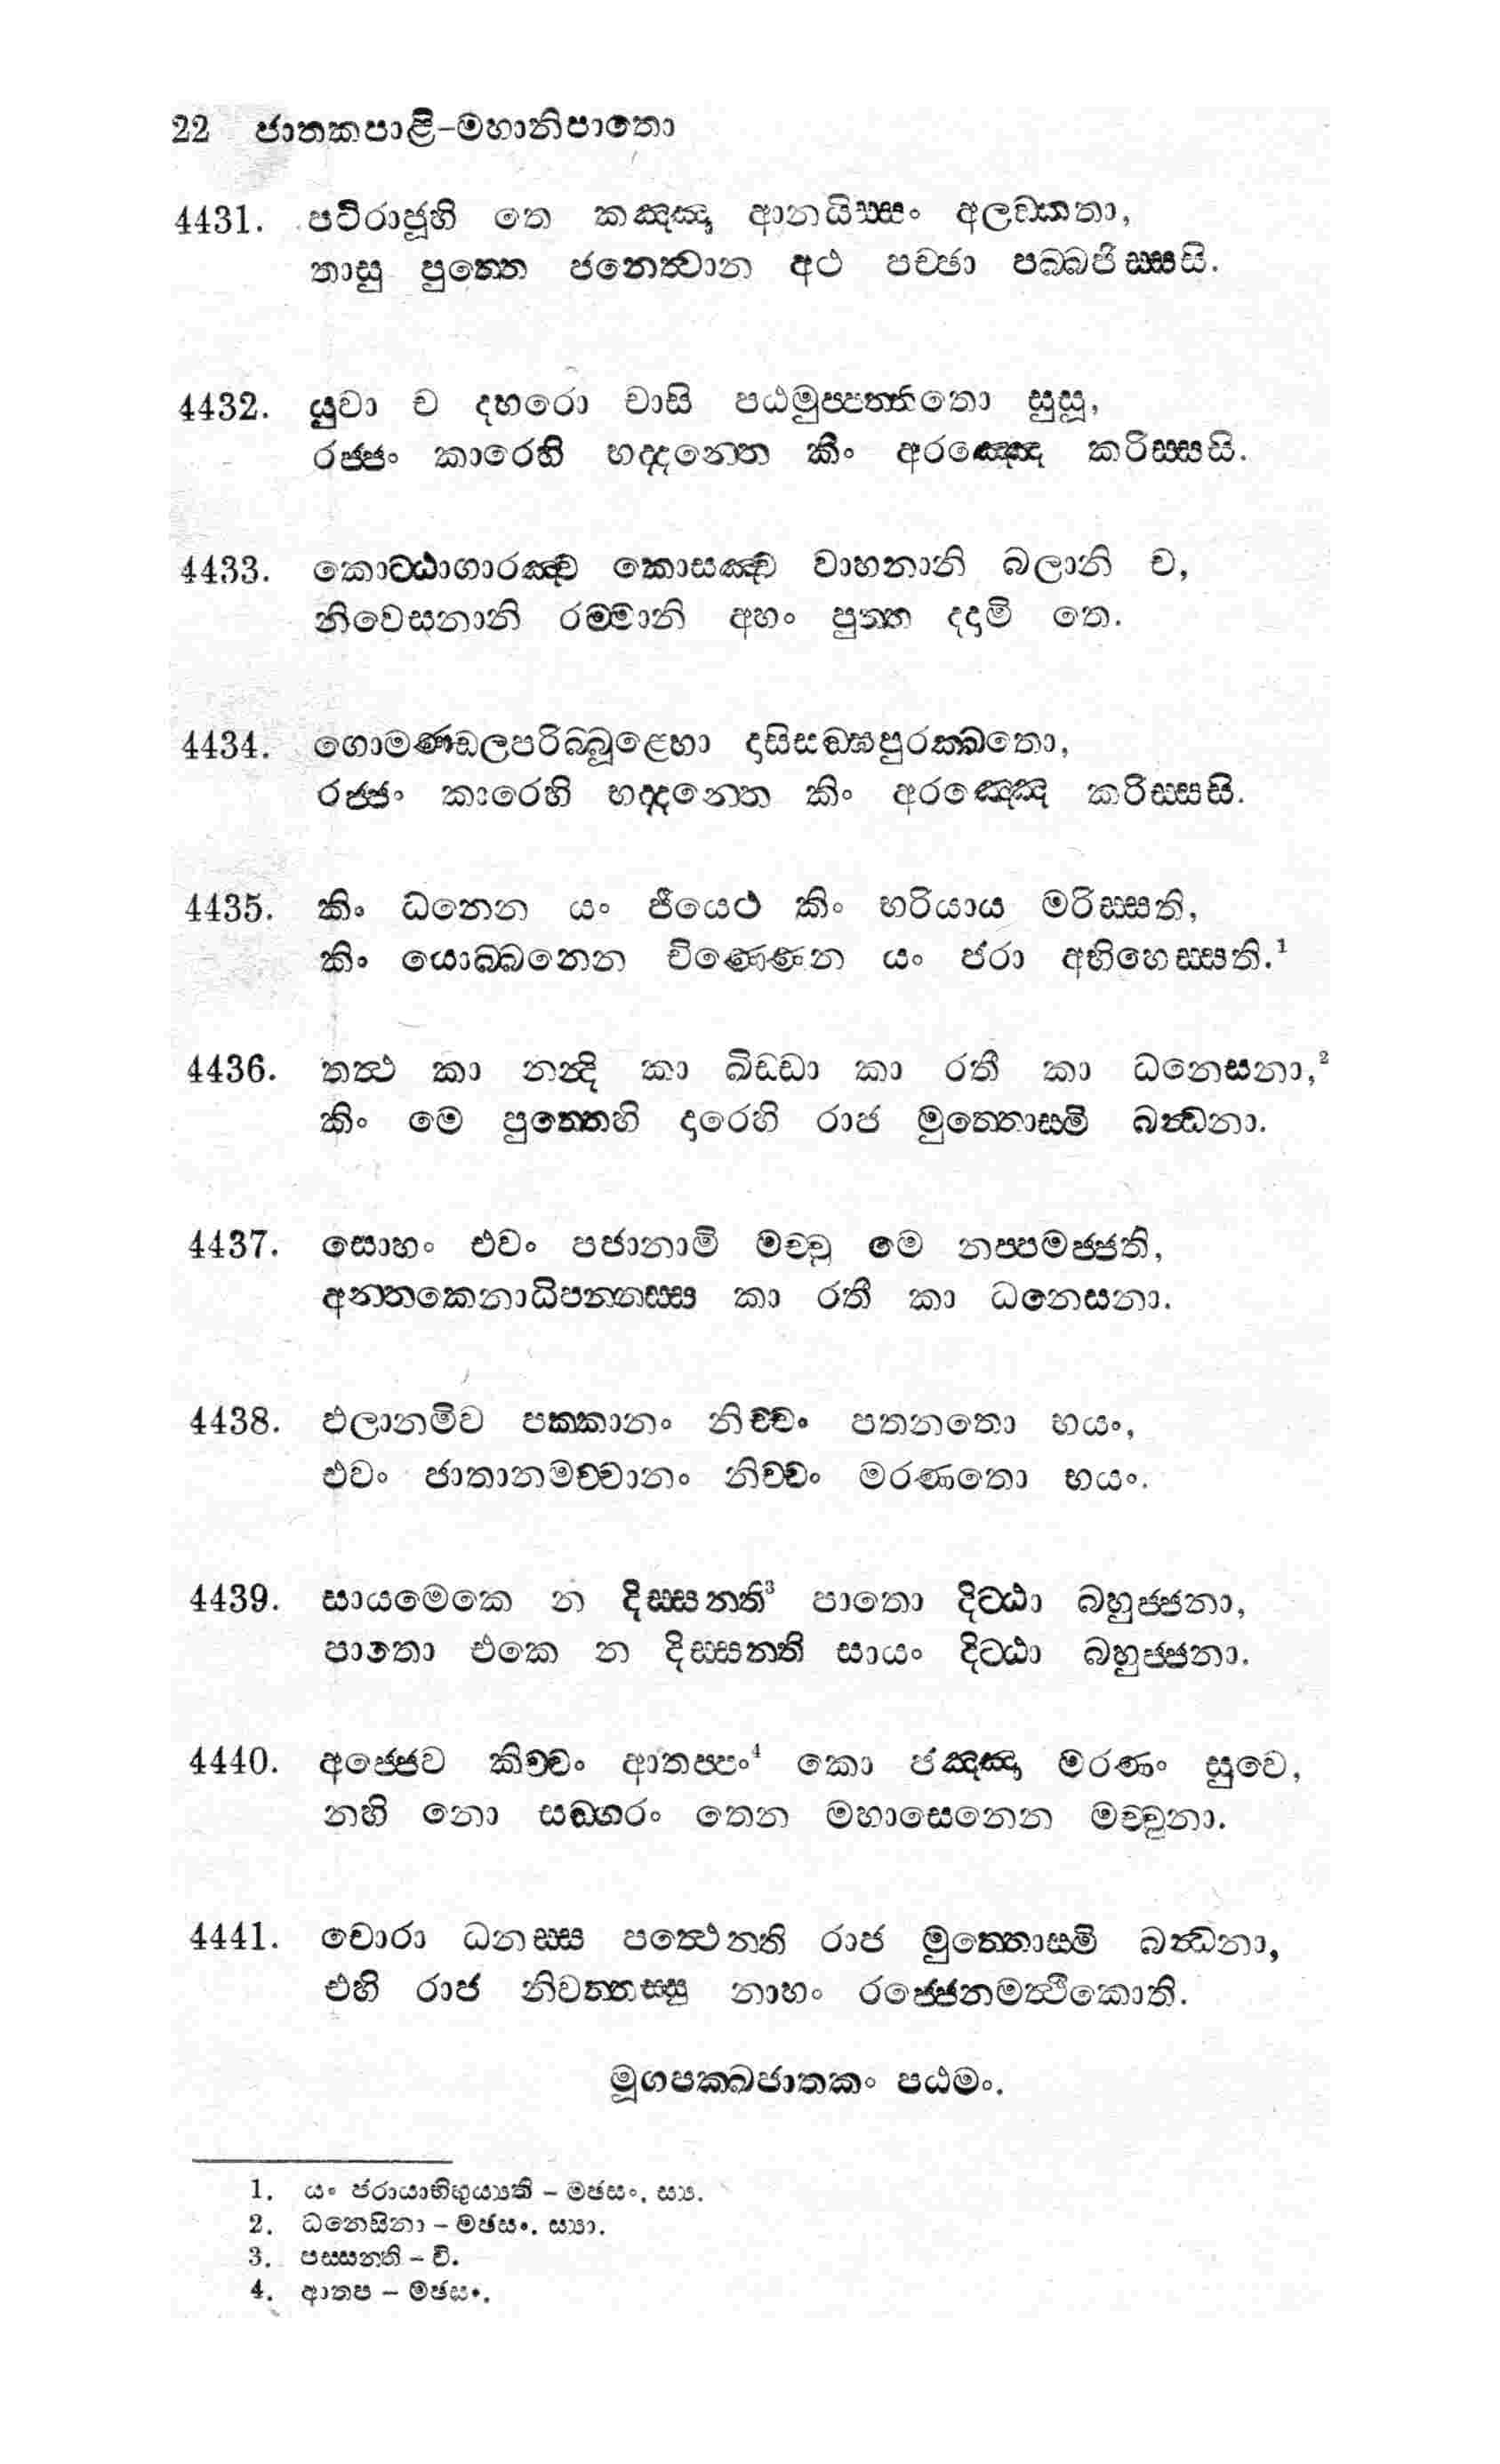 22 ජාතකපාළි-මහානිපාතො
4431. පටිරාජූහි තෙ කඤ්ඤා ආනයිස්සං අලඞ්කතා,
තාසු පුත්තෙ ජනෙත්වාන අථ පච්ඡා පබ්බජිස්සසි.
4432. යුවා ච දහරො චාසි පඨමුප්පත්තිතො සුසූ,
රජ්ජං කාරෙහි භද්දන්තෙ කිං අරඤ්ඤෙ කරිස්සසි.
4433. කොට්ඨාගාරඤ්ච කොසඤ්ච වාහනානි බලානි ච,
නිවෙසනානි රම්මානි අහං පුත්ත දදාමි තෙ.
4434. ගොමණ්ඩලපරිබ්බූළ්හො දාසිසඞ්ඝපුරක්ඛතො,
රජ්ජං කාරෙහි භද්දන්තෙ කිං අරඤ්ඤෙ කරිස්සසි.
4435. කිං ධනෙන යං ජීයෙථ කිං භරියාය මරිස්සති,
කිං යොබ්බනෙන චිණ්ණෙන යං ජරා අභිහෙස්සති.¹
4436. තත්ථ කා නන්දි කා ඛිඩ්ඩා කා රතී කා ධනෙසනා,²
කිං මෙ පුත්තෙහි දාරෙහි රාජ මුත්තොස්මි බන්ධනා.
4437. සොහං එවං පජානාමි මච්චු මෙ නප්පමජ්ජති,
අන්තකෙනාධිපන්නස්ස කා රතී කා ධනෙසනා.
4438. ඵලානමිව පක්කානං නිච්චං පතනතො භයං,
එවං ජාතානමච්චානං නිච්චං මරණතො භයං.
4439. සායමෙකෙ න දිස්සන්ති³ පාතො දිට්ඨා බහුජ්ජනා,
පාතො එකෙ න දිස්සන්ති සායං දිට්ඨා බහුජ්ජනා.
4440. අජ්ජෙව කිච්චං ආතප්පං⁴ කො ජඤ්ඤා මරණං සුවෙ,
නහි නො සඞ්ගරං තෙන මහාසෙනෙන මච්චුනා.
4441. චොරා ධනස්ස පත්ථෙන්ති රාජ මුත්තොස්මි බන්ධනා,
එහි රාජ නිවත්තස්සු නාහං රජ්ජෙනමත්ථිකොති.
මූගපක්ඛජාතකං පඨමං.
1. යං ජරායාභිභුය්‍යති – මඡසං. ස්‍යා.
2. ධනෙසිනා – මඡසං. ස්‍යා.
3. පස්සන්ති – වි.
4. ආතප – මඡසං.